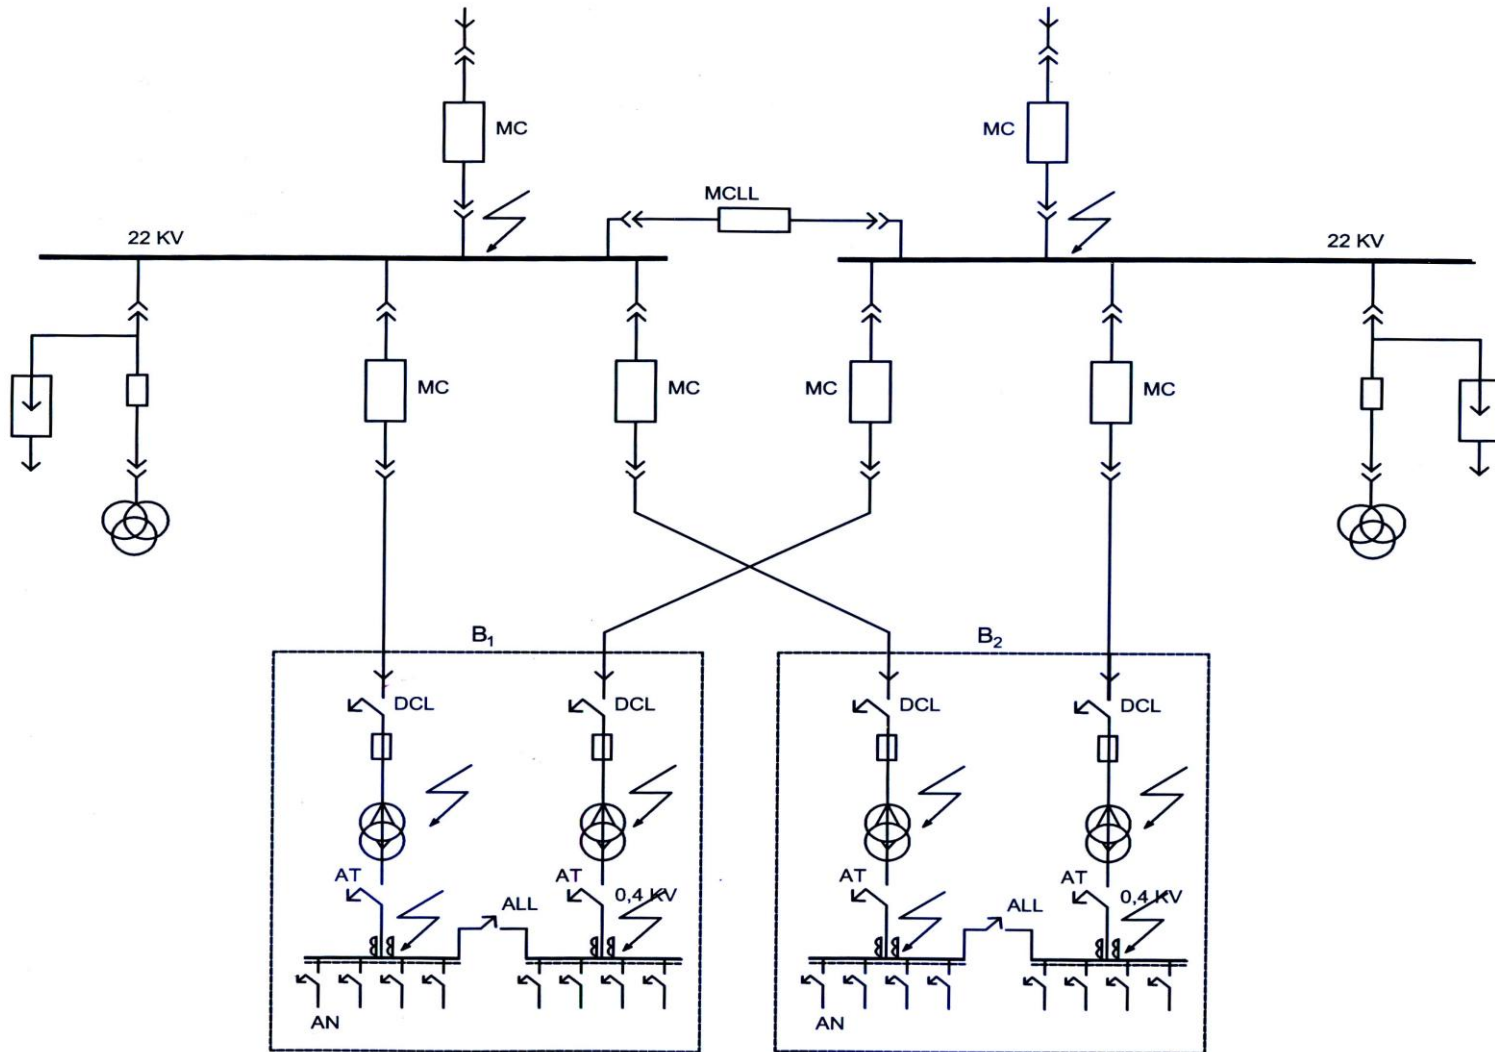 MC
MC
MCLL
22 KV
22 KV
MC
MC
MC
MC
B₁
B₂
DCL
DCL
DCL
DCL
AT
AT
0,4 KV
AT
AT
0,4 KV
ALL
ALL
AN
AN